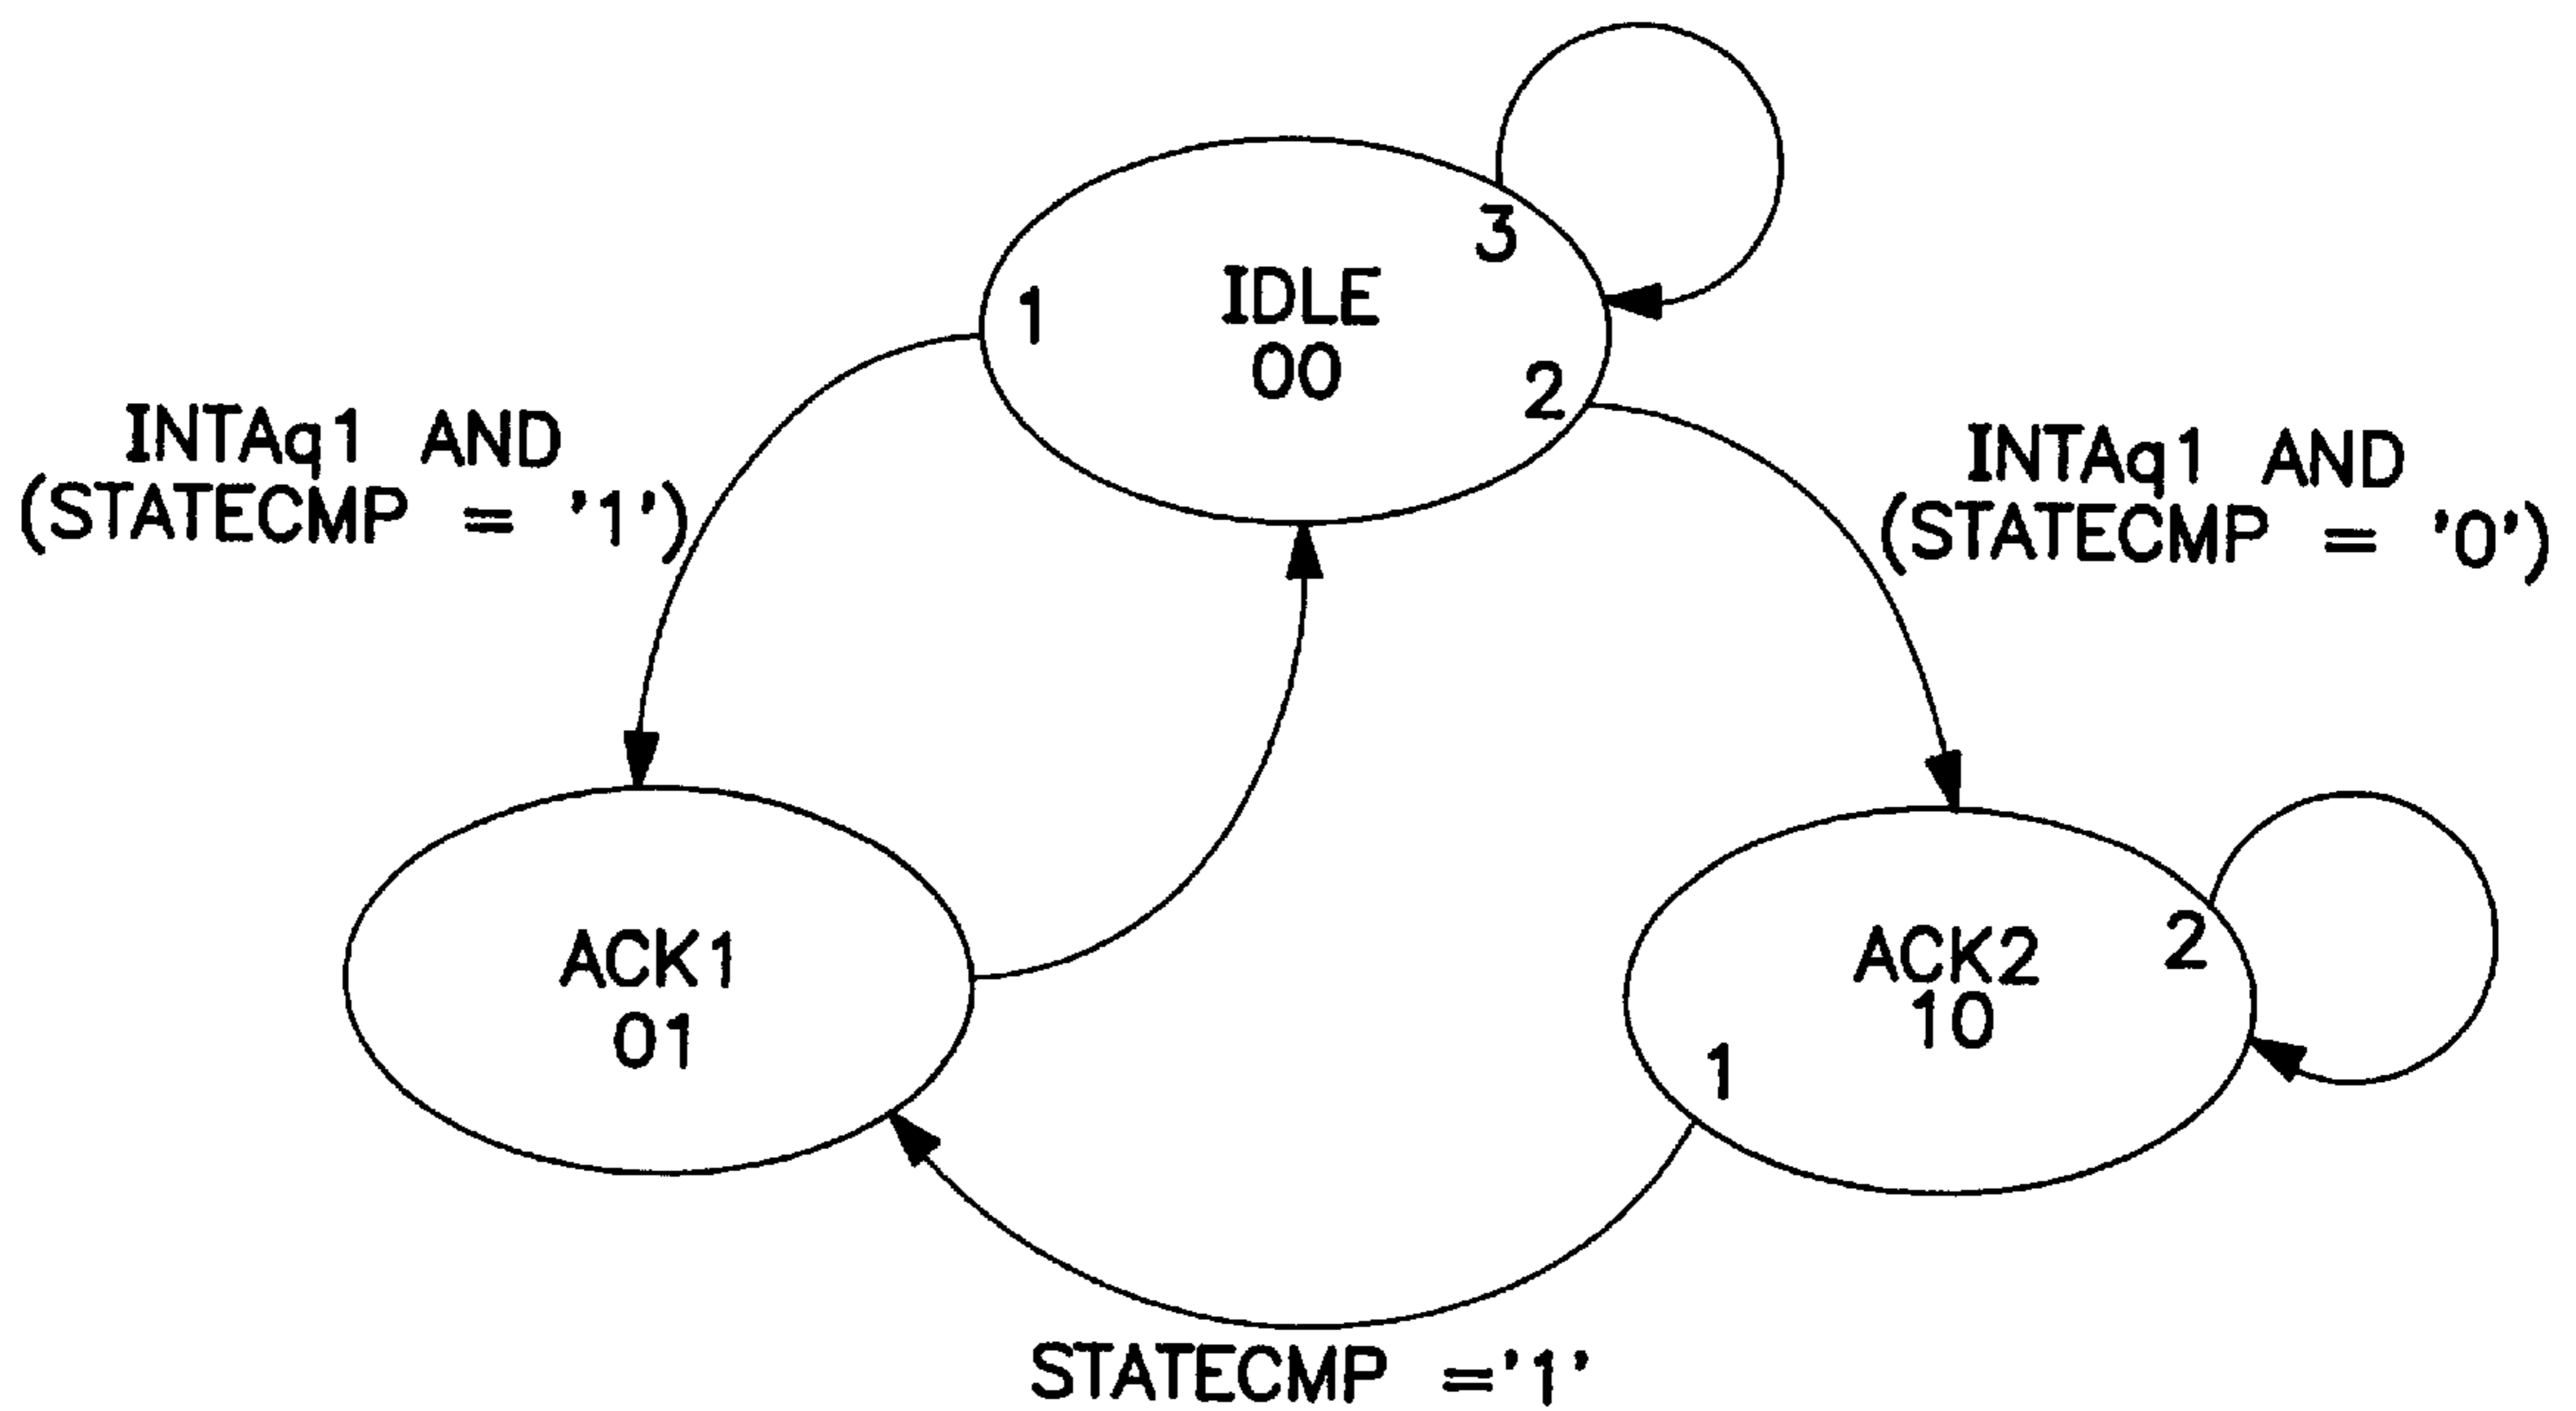 3
1
IDLE
00
2
INTAq1 AND
(STATECMP = '1')
INTAq1 AND
(STATECMP = '0')
ACK1
01
ACK2
10
2
1
STATECMP ='1'